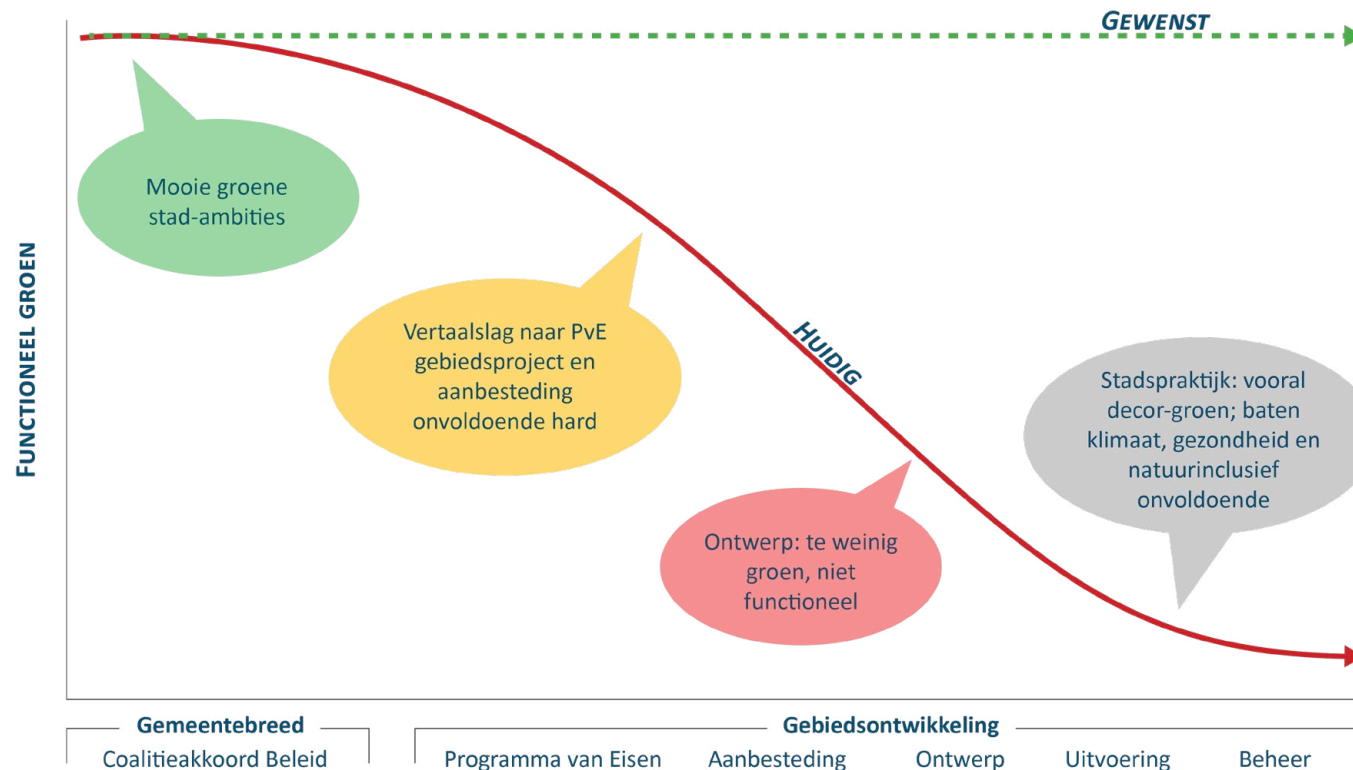 GEWENST
Mooie groene
stad-ambities
FUNCTIONEEL GROEN
Vertaalslag naar PvE
gebiedsproject en
aanbesteding
onvoldoende hard
HUIDIG
Stadspraktijk: vooral
decor-groen; baten
klimaat, gezondheid en
natuurinclusief
onvoldoende
Ontwerp: te weinig
groen, niet
functioneel
Gemeentebreed
Gebiedsontwikkeling
Coalitieakkoord Beleid
Programma van Eisen
Aanbesteding
Ontwerp
Uitvoering
Beheer